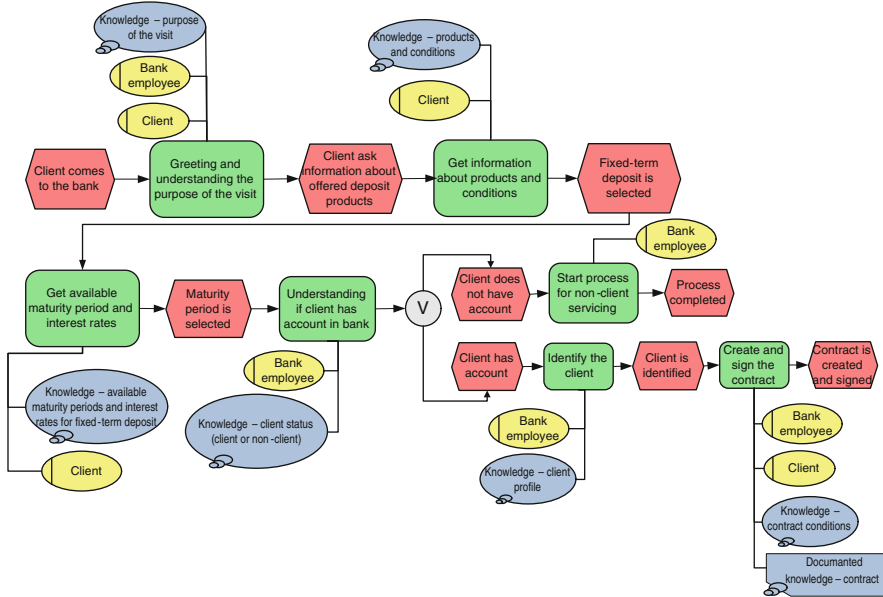 Knowledge – purpose
of the visit
Bank
employee
Client
Knowledge – products
and conditions
Client
Client comes
to the bank
Greeting and
understanding the
purpose of the visit
Client ask
information about
offered deposit
products
Get information
about products and
conditions
Fixed-term
deposit is
selected
Bank
employee
Get available
maturity period and
interest rates
Maturity
period is
selected
Understanding
if client has
account in bank
V
Client does
not have
account
Start process
for non-client
servicing
Process
completed
Client has
account
Identify the
client
Client is
identified
Create and
sign the
contract
Contract is
created
and signed
Knowledge – available
maturity periods and interest
rates for fixed-term deposit
Client
Bank
employee
Knowledge – client status
(client or non-client)
Bank
employee
Knowledge – client
profile
Bank
employee
Client
Knowledge –
contract conditions
Documanted
knowledge – contract